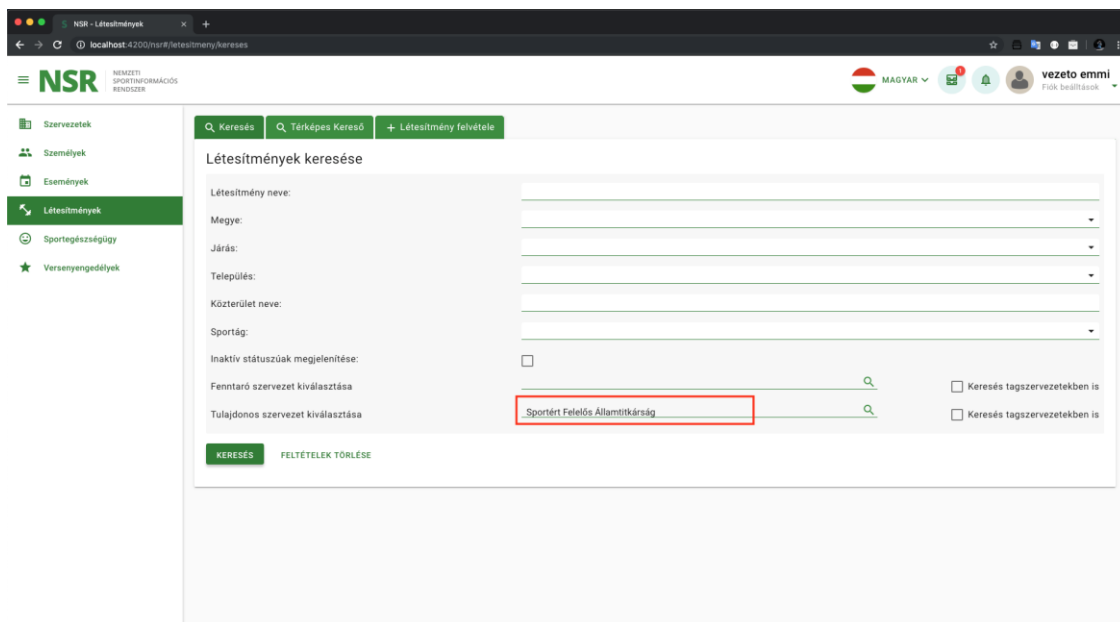 NSR - Létesítmények
localhost:4200/nsr#/letesitmeny/kereses
NSR
NEMZETI
SPORTINFORMÁCIÓS
RENDSZER
MAGYAR
1
vezeto emmi
Fiók beállítások
Szervezetek
Személyek
Események
Létesítmények
Sportegészségügy
Versenyengedélyek
Keresés
Térképes Kereső
Létesítmény felvétele
Létesítmények keresése
Létesítmény neve:
Megye:
Járás:
Település:
Közterület neve:
Sportág:
Inaktív státuszúak megjelenítése:
Fenntaró szervezet kiválasztása
Keresés tagszervezetekben is
Tulajdonos szervezet kiválasztása
Sportért Felelős Államtitkárság
Keresés tagszervezetekben is
KERESÉS
FELTÉTELEK TÖRLÉSE